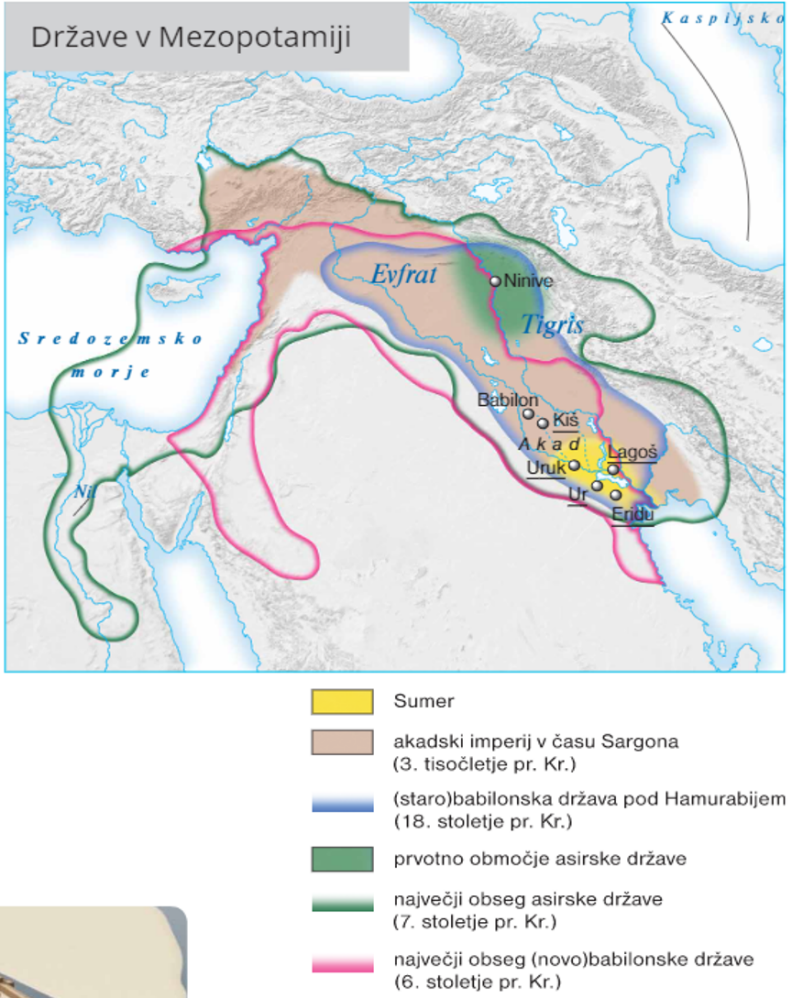 Države v Mezopotamiji
Kaspijsko
Evfrat
Ninive
Tigris
Sredozemsko
morje
Babilon
Kiš
Akad
Lagoš
Uruk
Ur
Eridu
Nil
Sumer
akadski imperij v času Sargona
(3. tisočletje pr. Kr.)
(staro)babilonska država pod Hamurabijem
(18. stoletje pr. Kr.)
prvotno območje asirske države
največji obseg asirske države
(7. stoletje pr. Kr.)
največji obseg (novo)babilonske države
(6. stoletje pr. Kr.)